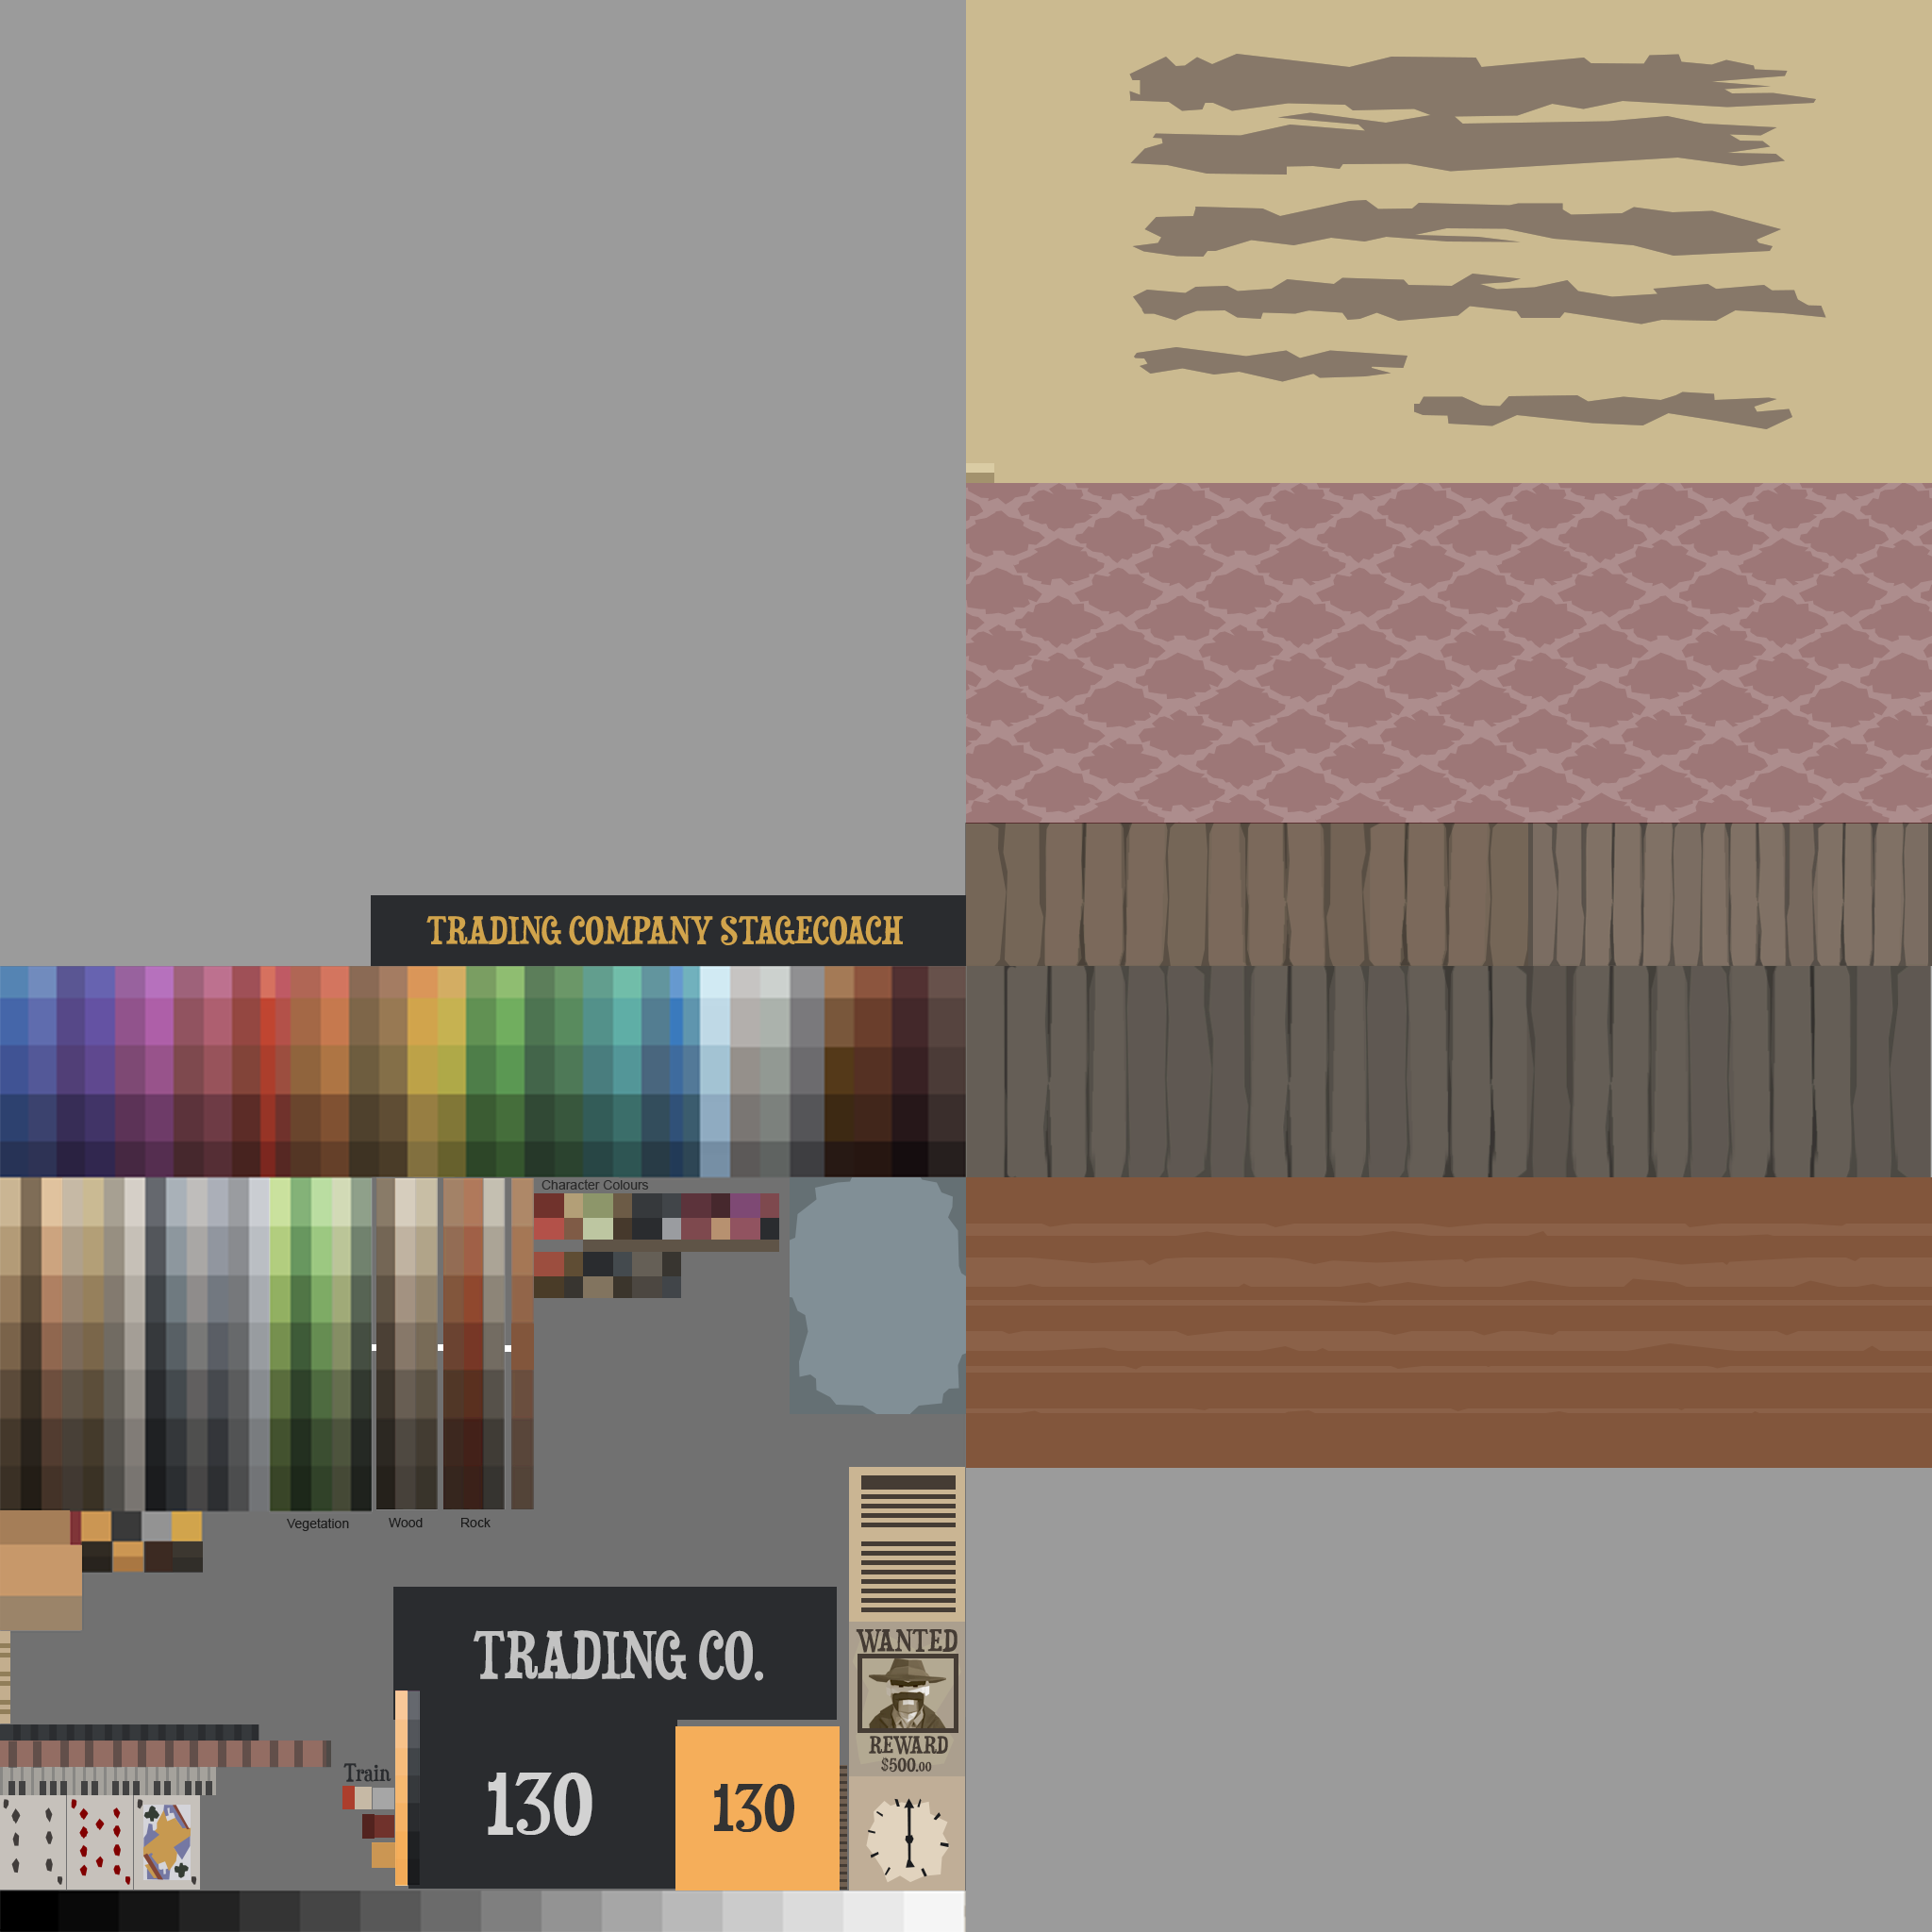 TRADING COMPANY STAGECOACH
Character Colours
Vegetation
Wood
Rock
TRADING CO.
WANTED
REWARD
$500.00
Train
130
130